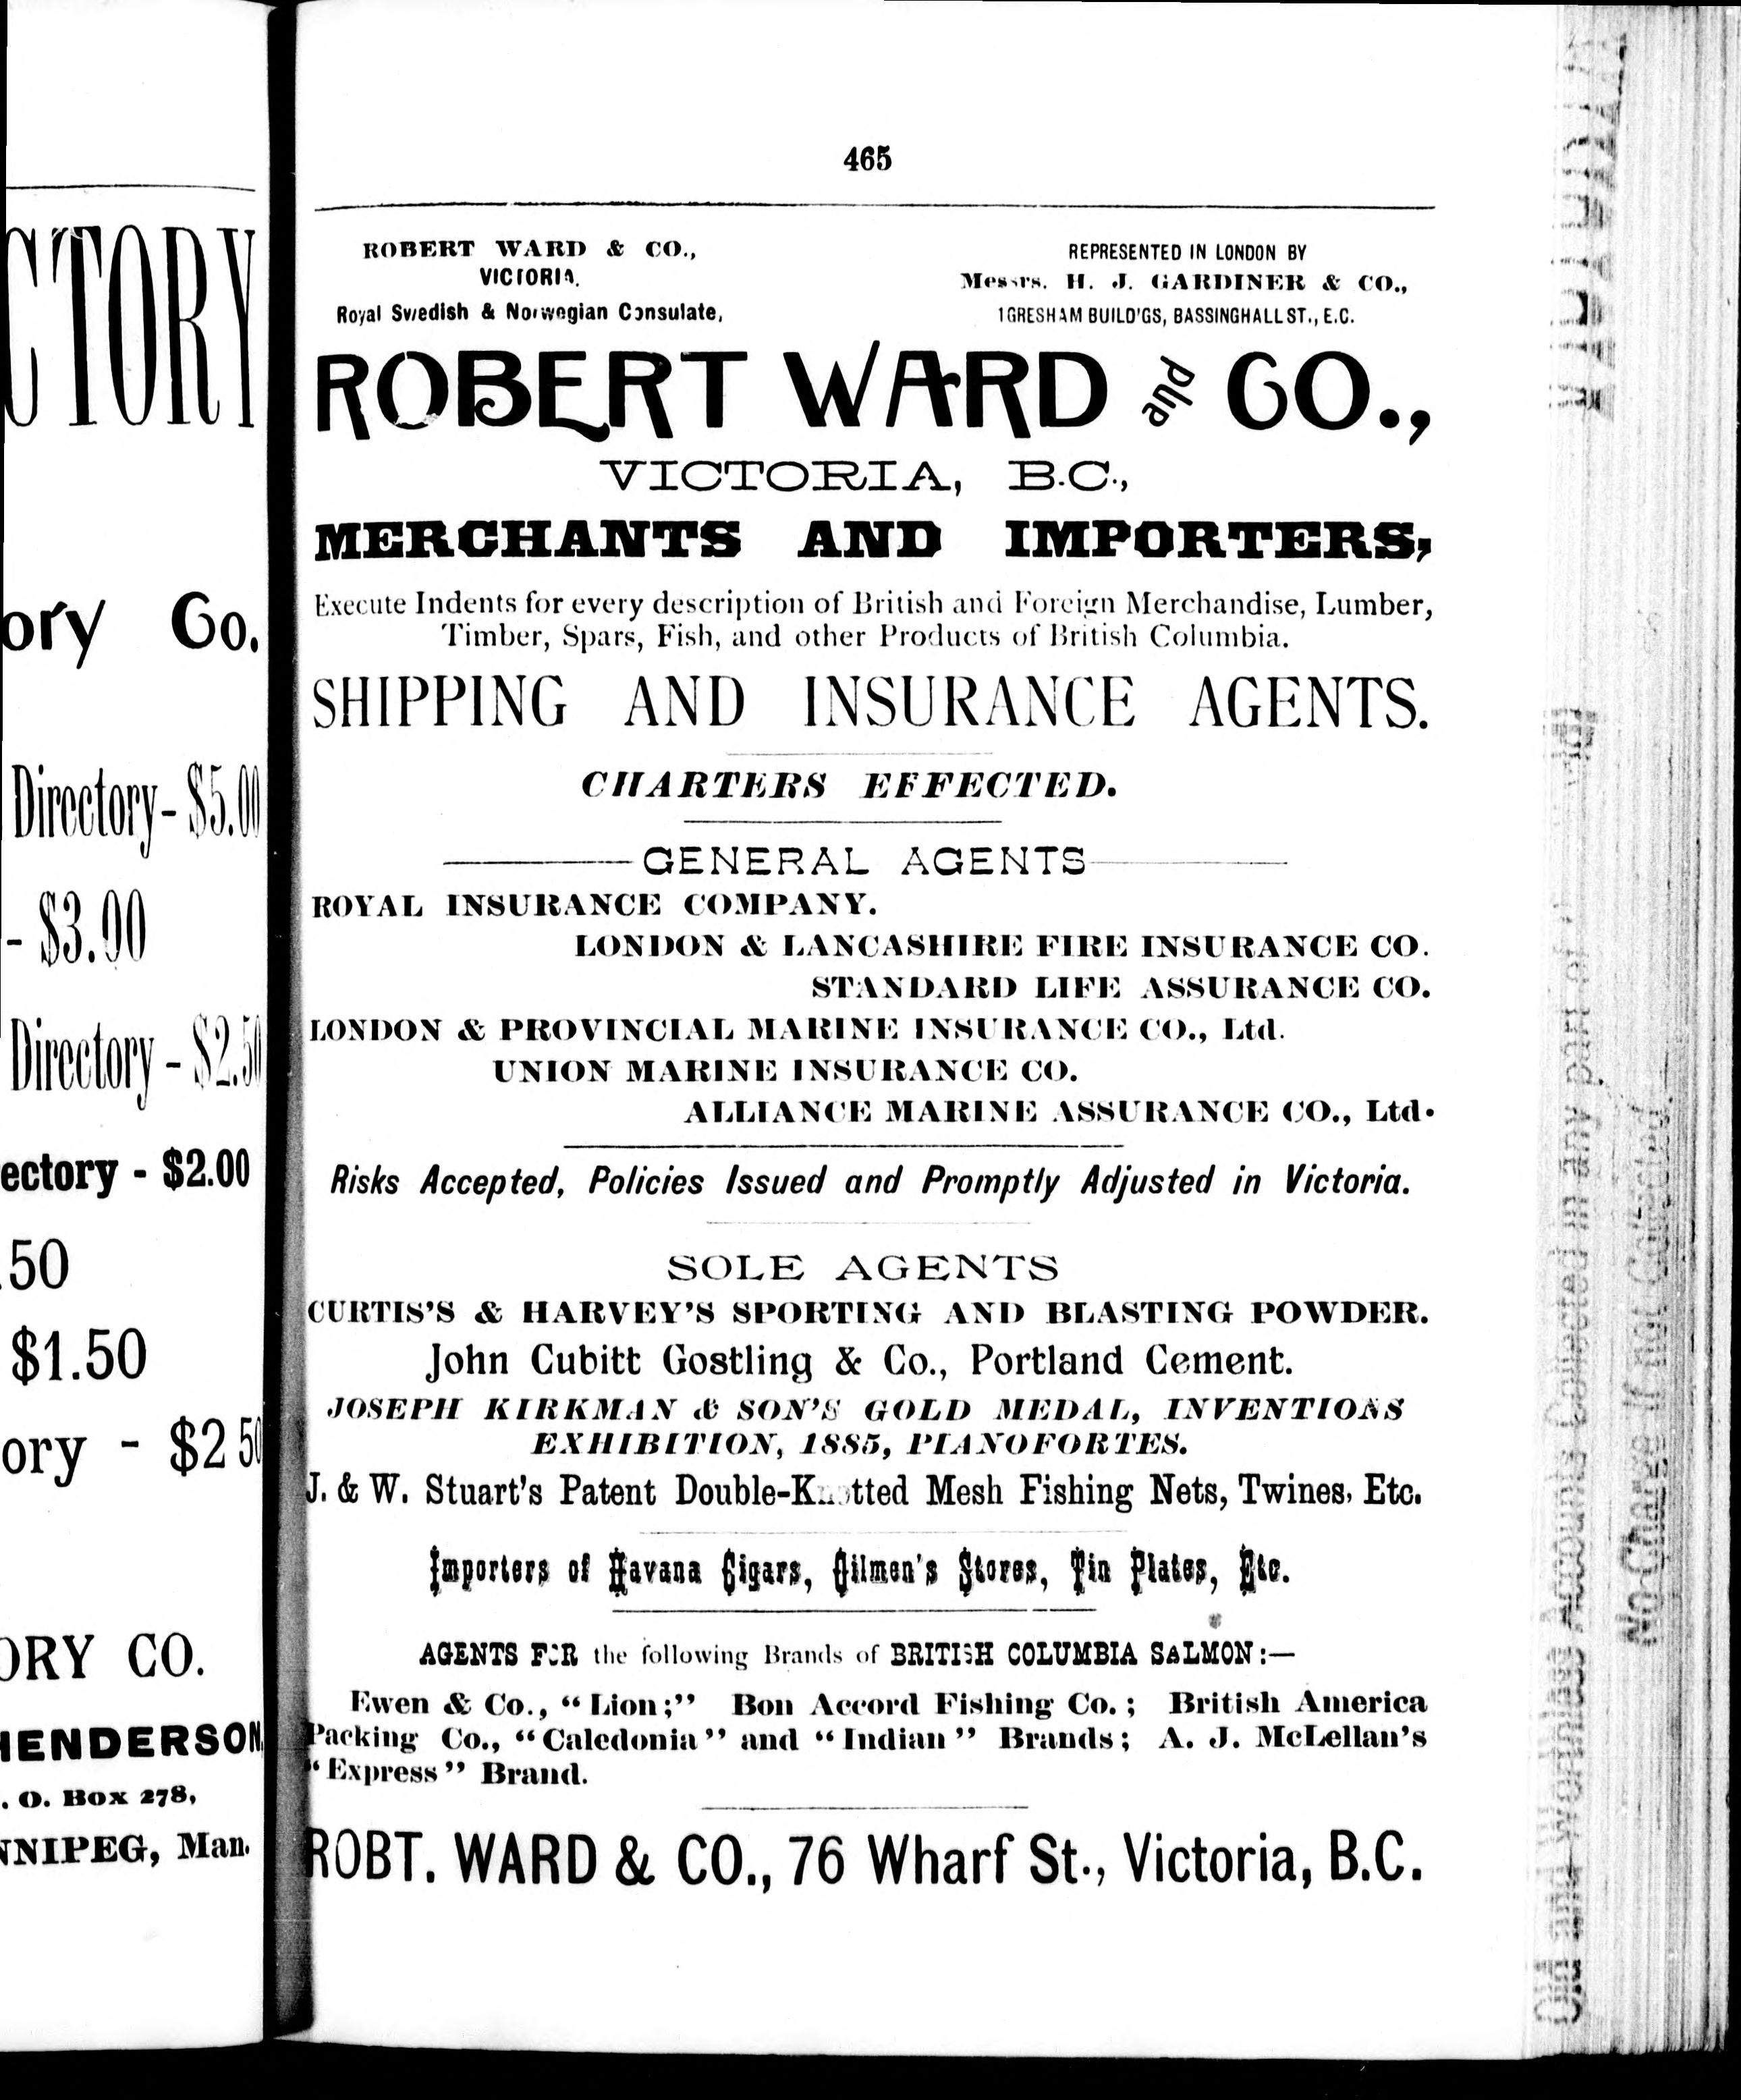 CTORY
ory Co.
Directory- $5.00
- $3.00
Directory - $2.50
ectory - $2.00
.50
$1.50
ory - $2 50
ORY CO.
HENDERSON
. O. Box 278,
NNIPEG, Man.
465
ROBERT WARD & CO.,
VICTORIA.
Royal Swedish & Norwegian Consulate,
REPRESENTED IN LONDON BY
Messrs. H. J. GARDINER & CO.,
1 GRESHAM BUILD'GS, BASSINGHALL ST., E.C.
ROBERT WARD and CO.,
VICTORIA, B.C.,
MERCHANTS AND IMPORTERS,
Execute Indents for every description of British and Foreign Merchandise, Lumber,
Timber, Spars, Fish, and other Products of British Columbia.
SHIPPING AND INSURANCE AGENTS.
CHARTERS EFFECTED.
GENERAL AGENTS
ROYAL INSURANCE COMPANY.
LONDON & LANCASHIRE FIRE INSURANCE CO.
STANDARD LIFE ASSURANCE CO.
LONDON & PROVINCIAL MARINE INSURANCE CO., Ltd.
UNION MARINE INSURANCE CO.
ALLIANCE MARINE ASSURANCE CO., Ltd.
Risks Accepted, Policies Issued and Promptly Adjusted in Victoria.
SOLE AGENTS
CURTIS'S & HARVEY'S SPORTING AND BLASTING POWDER.
John Cubitt Gostling & Co., Portland Cement.
JOSEPH KIRKMAN & SON'S GOLD MEDAL, INVENTIONS
EXHIBITION, 1885, PIANOFORTES.
J. & W. Stuart's Patent Double-Knotted Mesh Fishing Nets, Twines, Etc.
Importers of Havana Cigars, Oilmen's Stores, Tin Plates, Etc.
AGENTS FOR the following Brands of BRITISH COLUMBIA SALMON:—
Ewen & Co., "Lion;" Bon Accord Fishing Co.; British America
Packing Co., "Caledonia" and "Indian" Brands; A. J. McLellan's
"Express" Brand.
ROBT. WARD & CO., 76 Wharf St., Victoria, B.C.
Old and Worthless Accounts Collected in any part of
No Charge if not Collected.